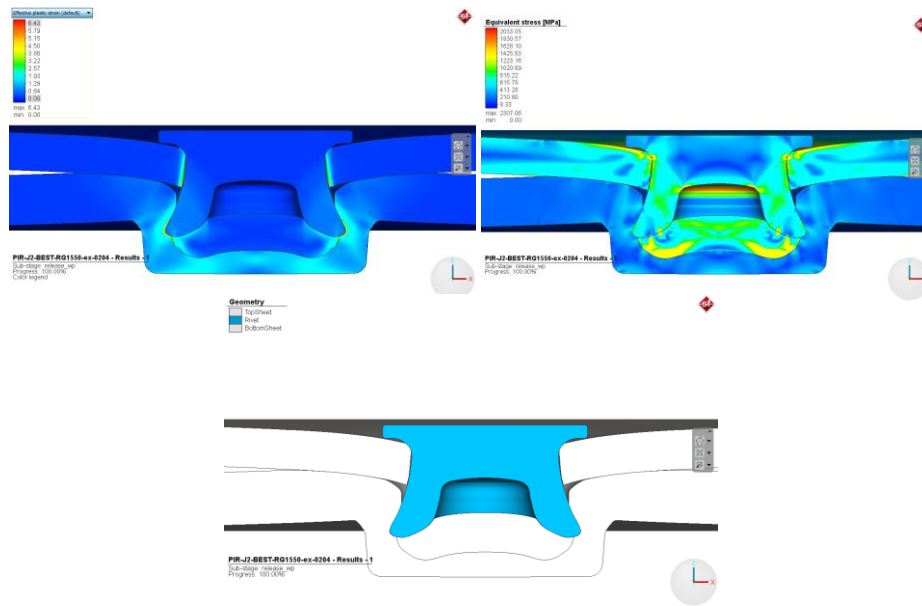 Effective plastic strain [default]
6.43
5.79
5.15
4.50
3.86
3.22
2.57
1.93
1.29
0.64
0.00
max: 6.43
min: 0.00
PIR-J2-BEST-RG1550-ex-0204 - Results - 1
Sub-stage: release_wp
Progress: 100.00%
Color legend
Z
X
Equivalent stress [MPa]
2033.05
1830.57
1628.10
1425.63
1223.16
1020.69
818.22
615.75
413.28
210.80
8.33
max: 2307.06
min: 0.00
PIR-J2-BEST-RG1550-ex-0204 - Results - 1
Sub-stage: release_wp
Progress: 100.00%
Z
Geometry
TopSheet
Rivet
BottomSheet
PIR-J2-BEST-RG1550-ex-0204 - Results - 1
Sub-stage: release_wp
Progress: 100.00%
Z
X